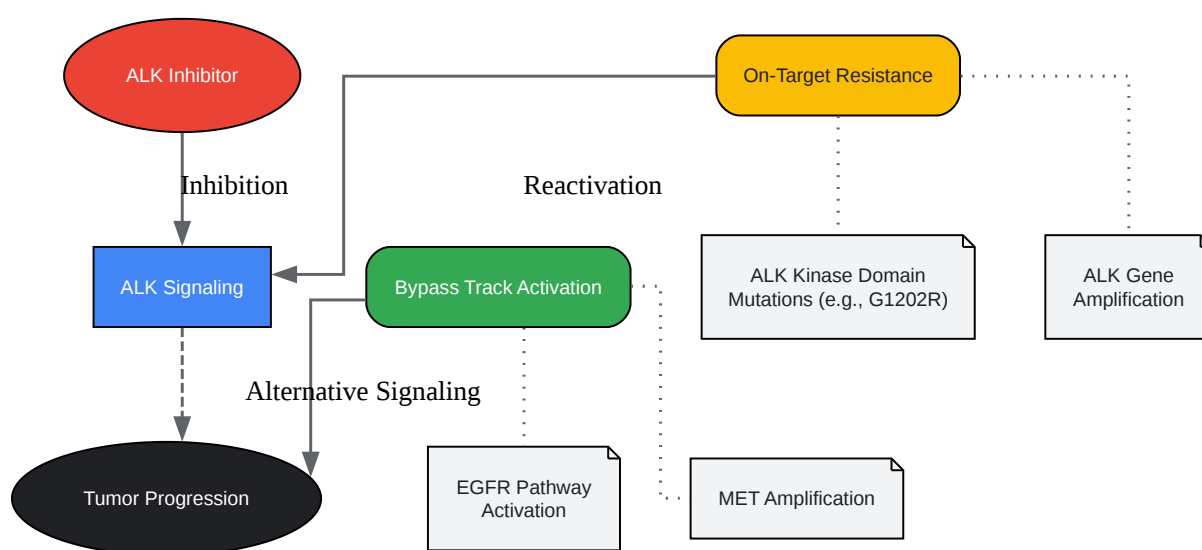 ALK Inhibitor
On-Target Resistance
Inhibition
Reactivation
ALK Signaling
Bypass Track Activation
ALK Kinase Domain
Mutations (e.g., G1202R)
ALK Gene
Amplification
Alternative Signaling
Tumor Progression
EGFR Pathway
Activation
MET Amplification